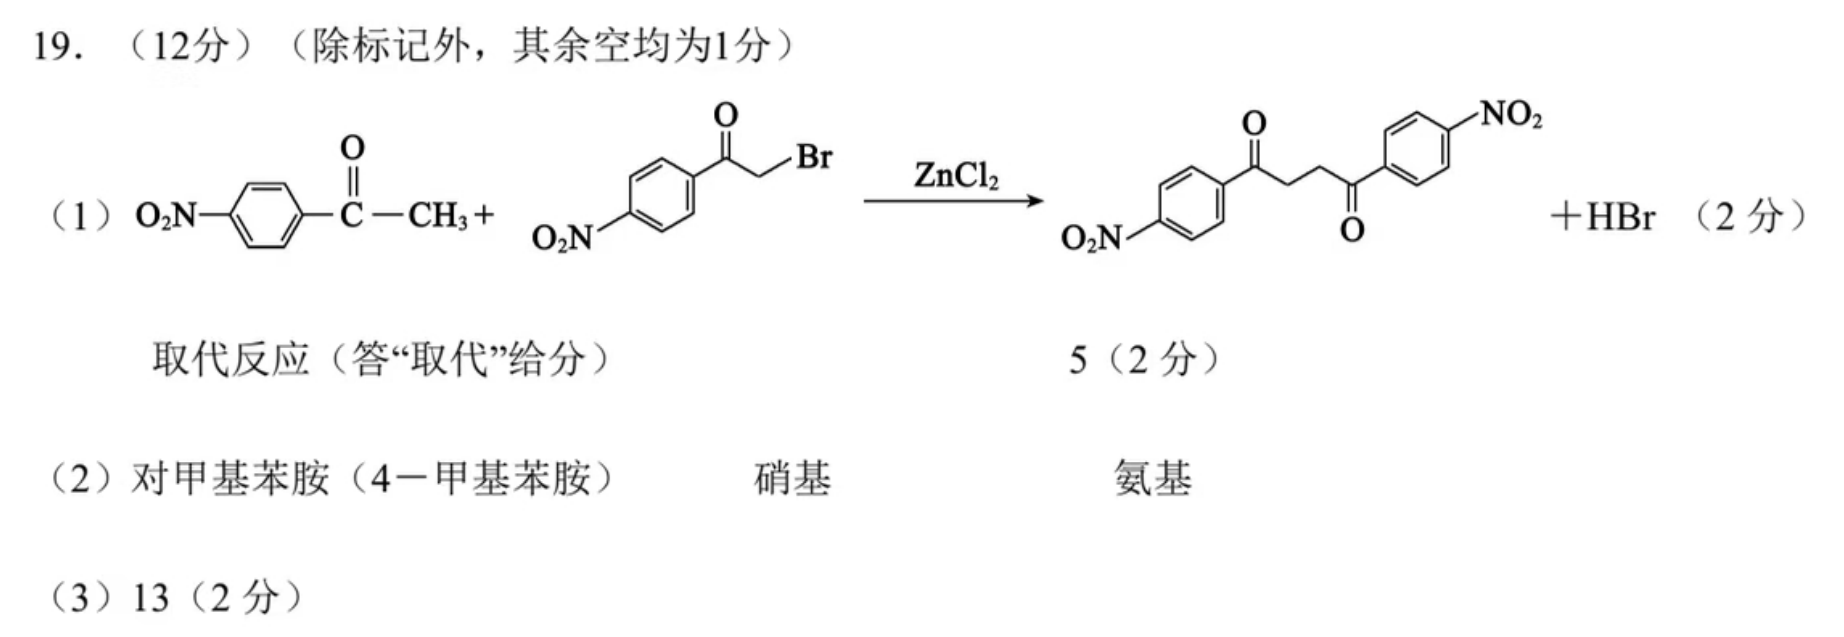 19. （12分）（除标记外，其余空均为1分）
（1） O₂N—C—CH₃+ O O₂N O Br ZnCl₂ O₂N O O NO₂ +HBr （2 分）
取代反应（答“取代”给分） 5（2 分）
（2）对甲基苯胺（4－甲基苯胺） 硝基 氨基
（3）13（2 分）